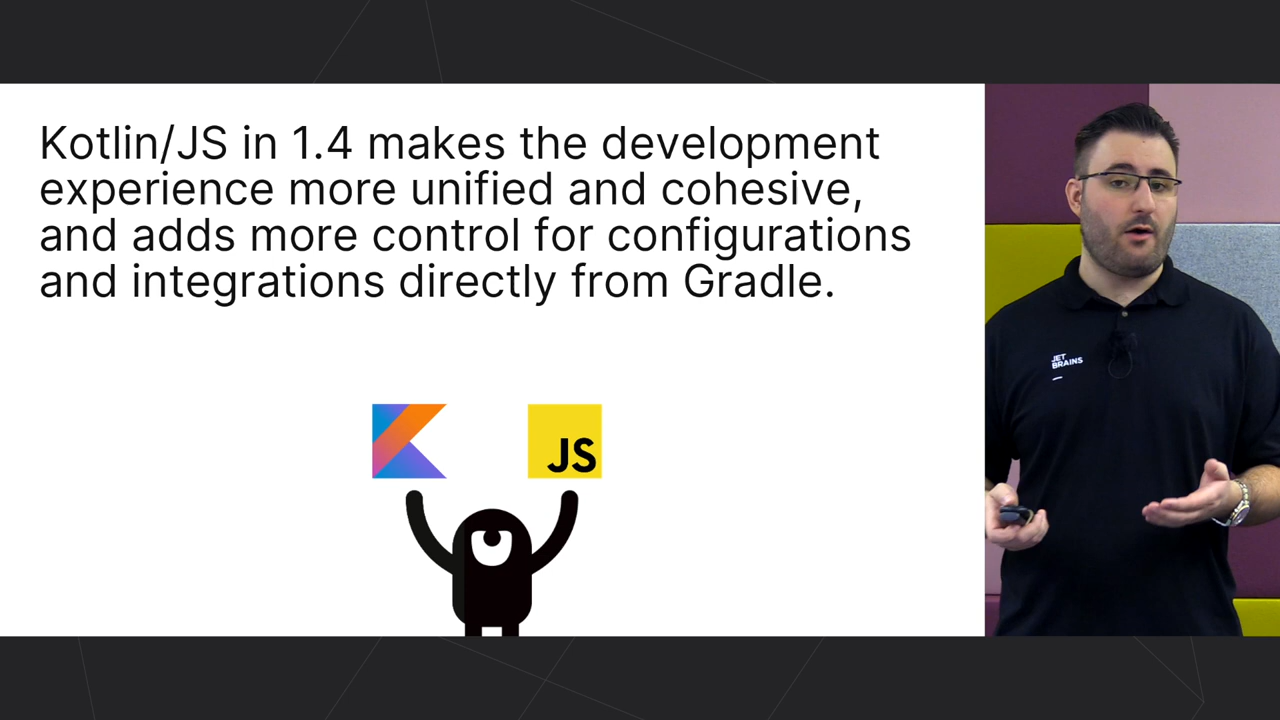 Kotlin/JS in 1.4 makes the development
experience more unified and cohesive,
and adds more control for configurations
and integrations directly from Gradle.
JS
JET
BRAINS